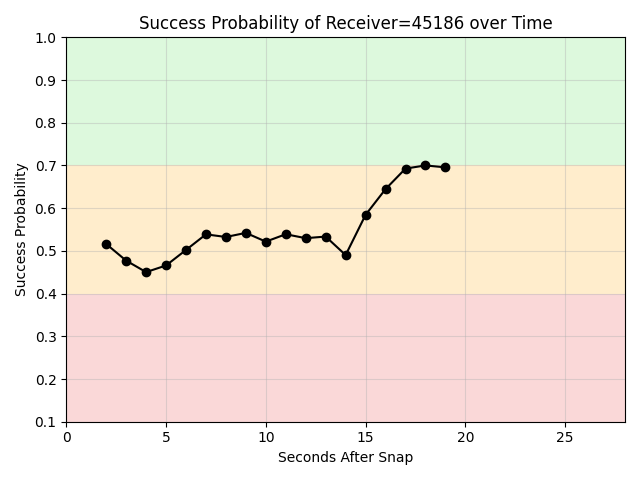 Success Probability of Receiver=45186 over Time
1.0
0.9
0.8
0.7
0.6
0.5
0.4
0.3
0.2
0.1
Success Probability
0 5 10 15 20 25
Seconds After Snap